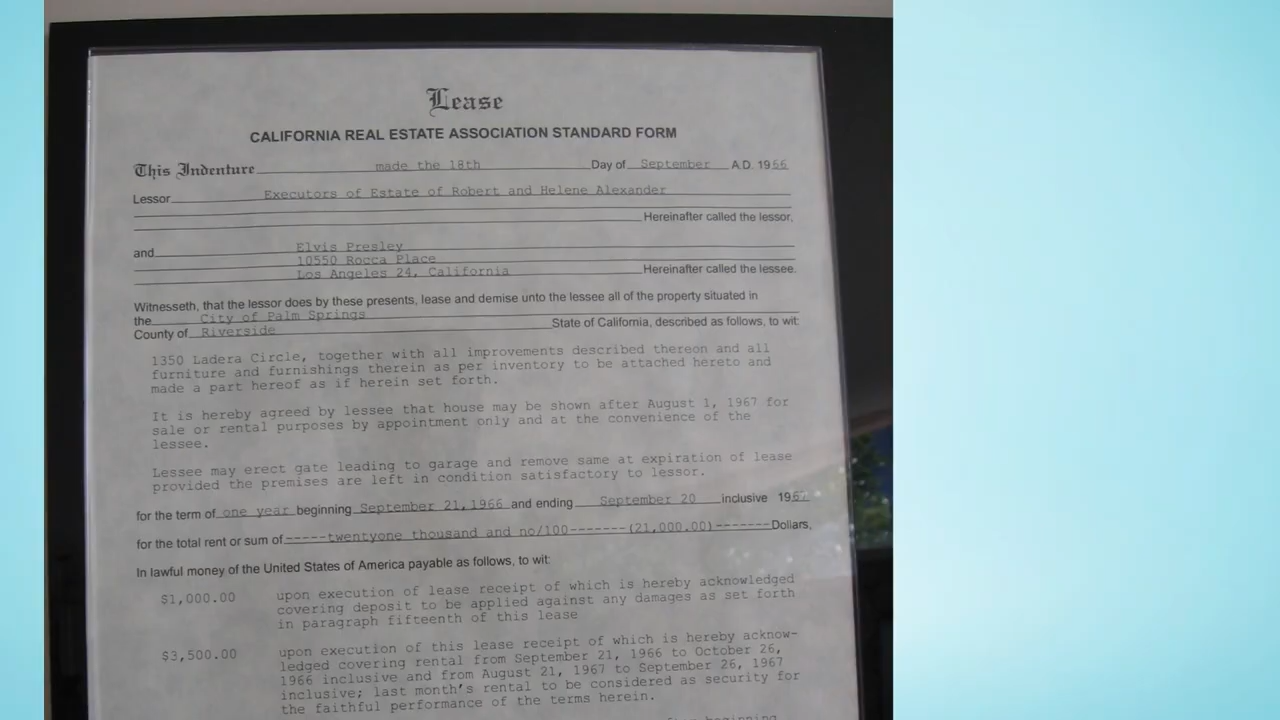 Lease
CALIFORNIA REAL ESTATE ASSOCIATION STANDARD FORM
This Indenture made the 18th Day of September A.D. 1966
Lessor Executors of Estate of Robert and Helene Alexander
Hereinafter called the lessor,
and Elvis Presley
10550 Rocca Place
Los Angeles 24, California Hereinafter called the lessee.
Witnesseth, that the lessor does by these presents, lease and demise unto the lessee all of the property situated in
the City of Palm Springs
County of Riverside State of California, described as follows, to wit:
1350 Ladera Circle, together with all improvements described thereon and all
furniture and furnishings therein as per inventory to be attached hereto and
made a part hereof as if herein set forth.
It is hereby agreed by lessee that house may be shown after August 1, 1967 for
sale or rental purposes by appointment only and at the convenience of the
lessee.
Lessee may erect gate leading to garage and remove same at expiration of lease
provided the premises are left in condition satisfactory to lessor.
for the term of one year beginning September 21, 1966 and ending September 20 inclusive 1967
for the total rent or sum of -----twentyone thousand and no/100-------(21,000.00)-------Dollars,
In lawful money of the United States of America payable as follows, to wit:
$1,000.00 upon execution of lease receipt of which is hereby acknowledged
covering deposit to be applied against any damages as set forth
in paragraph fifteenth of this lease
$3,500.00 upon execution of this lease receipt of which is hereby acknow-
ledged covering rental from September 21, 1966 to October 26,
1966 inclusive and from August 21, 1967 to September 26, 1967
inclusive; last month's rental to be considered as security for
the faithful performance of the terms herein.
beginning